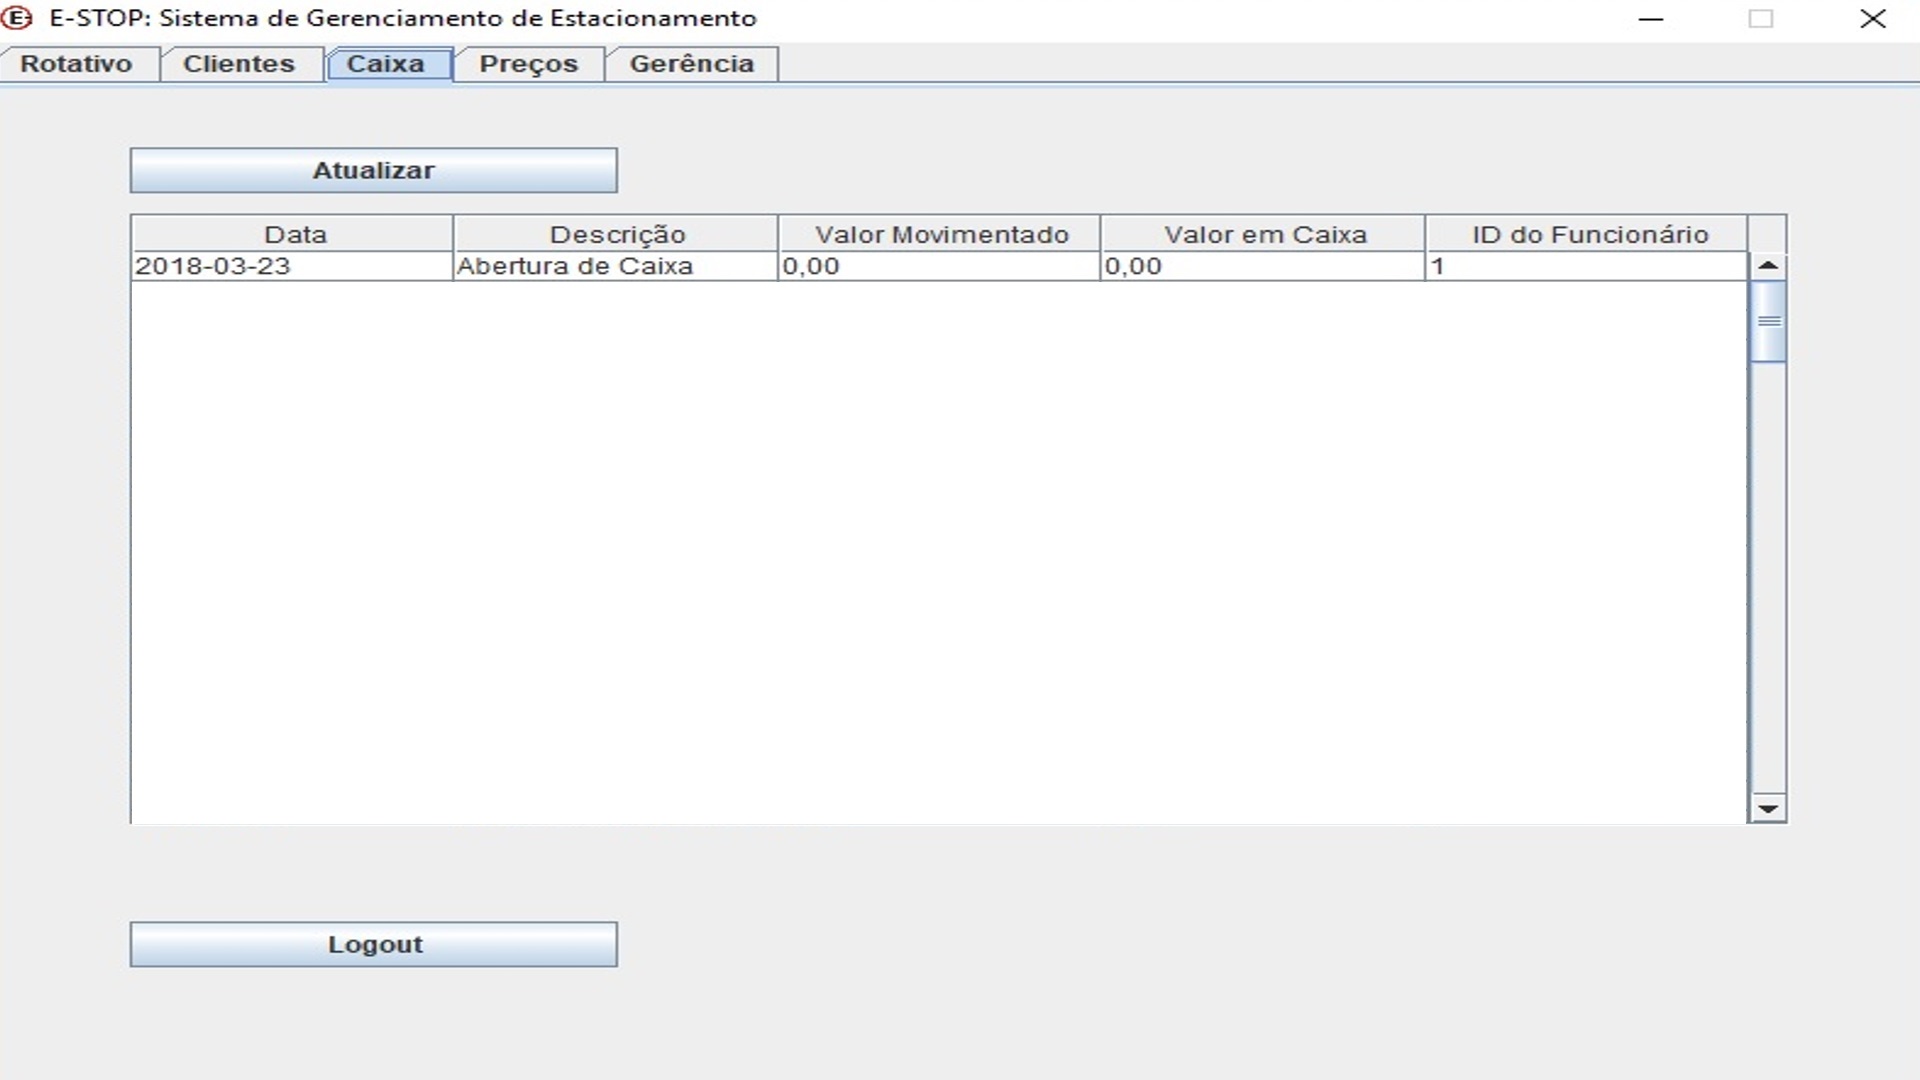 E-STOP: Sistema de Gerenciamento de Estacionamento
Rotativo Clientes Caixa Preços Gerência
Atualizar
Data Descrição Valor Movimentado Valor em Caixa ID do Funcionário
2018-03-23 Abertura de Caixa 0,00 0,00 1
Logout